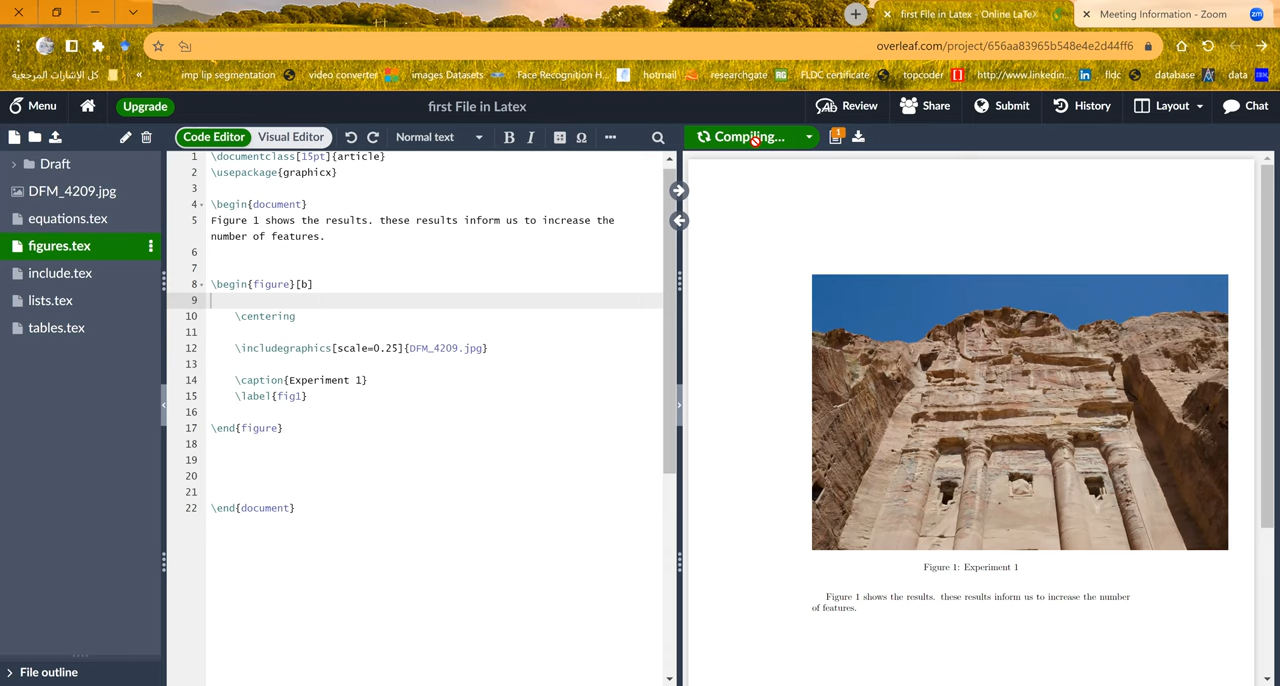 first File in Latex - Online LaTeX
Meeting Information - Zoom
zm
overleaf.com/project/656aa83965b548e4e2d44ff6
كل الإشارات المرجعية
«
imp lip segmentation
video converter
images Datasets
Face Recognition H...
hotmail
researchgate
RG
FLDC certificate
topcoder
http://www.linkedin...
in
fldc
database
data
Menu
Upgrade
first File in Latex
Review
Share
Submit
History
Layout
Chat
Code Editor
Visual Editor
Normal text
B
I
Ω
Compiling...
1
Draft
DFM_4209.jpg
equations.tex
figures.tex
include.tex
lists.tex
tables.tex
File outline
1 \documentclass[15pt]{article}
2 \usepackage{graphicx}
3
4 \begin{document}
5 Figure 1 shows the results. these results inform us to increase the
number of features.
6
7
8 \begin{figure}[b]
9
10 \centering
11
12 \includegraphics[scale=0.25]{DFM_4209.jpg}
13
14 \caption{Experiment 1}
15 \label{fig1}
16
17 \end{figure}
18
19
20
21
22 \end{document}
Figure 1: Experiment 1
Figure 1 shows the results. these results inform us to increase the number
of features.